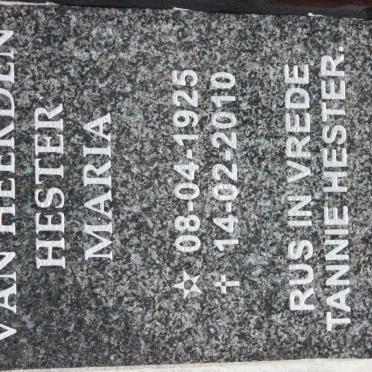 VAN HEERDEN
HESTER
MARIA
08-04-1925
✝ 14-02-2010
RUS IN VREDE
TANNIE HESTER.